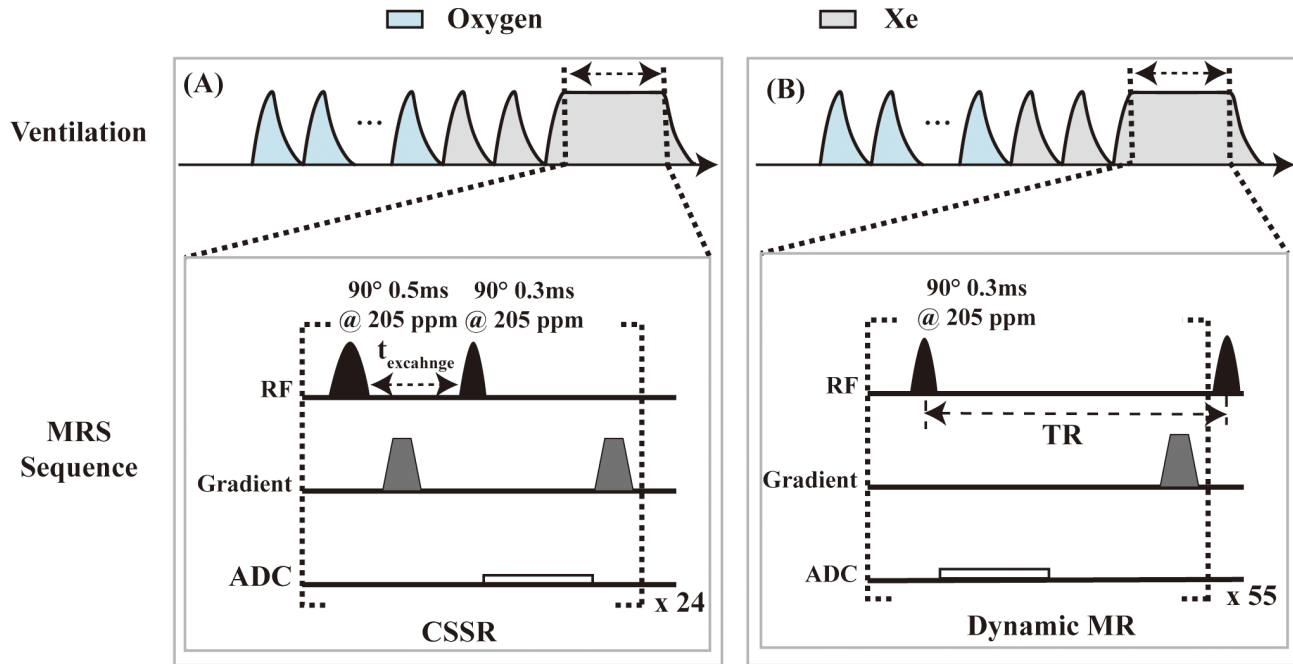 Oxygen
Xe
(A)
...
Ventilation
90° 0.5ms
@ 205 ppm
90° 0.3ms
@ 205 ppm
t excahnge
RF
MRS
Sequence
Gradient
ADC
x 24
CSSR
(B)
...
90° 0.3ms
@ 205 ppm
RF
TR
Gradient
ADC
x 55
Dynamic MR